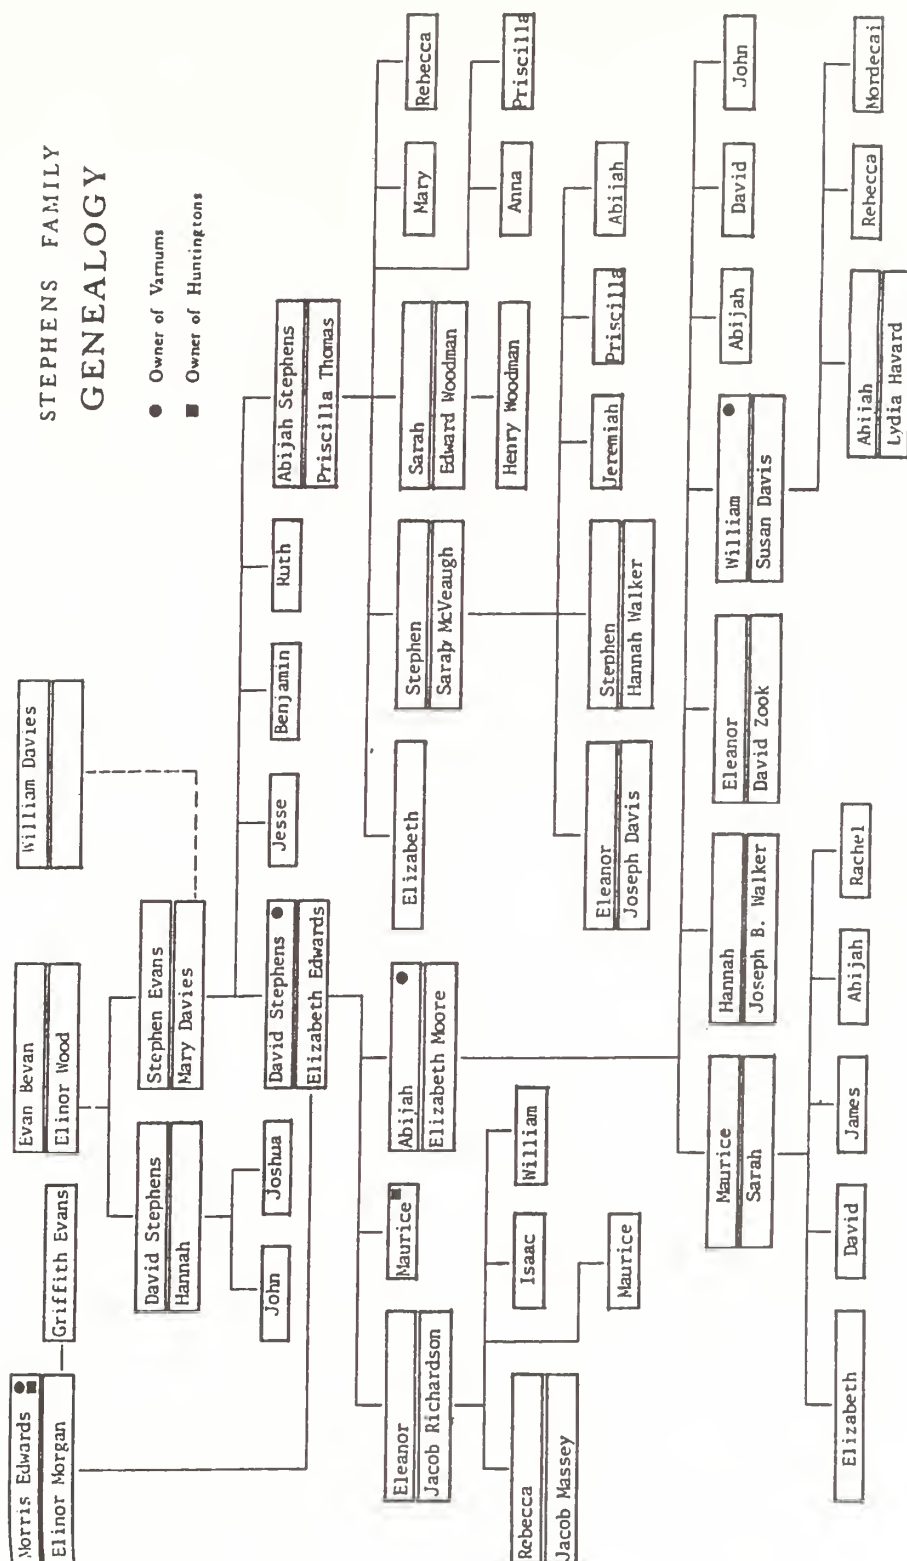 STEPHENS FAMILY
GENEALOGY
● Owner of Varnums
■ Owner of Huntingtons
Morris Edwards ●■
Elinor Morgan
Griffith Evans
Evan Bevan
Elinor Wood
William Davies
David Stephens
Hannah
Stephen Evans
Mary Davies
John
Joshua
David Stephens ●
Elizabeth Edwards
Jesse
Benjamin
Ruth
Abijah Stephens
Priscilla Thomas
Eleanor
Jacob Richardson
Maurice ■
Abijah ●
Elizabeth Moore
Elizabeth
Stephen
Sarah McVeaugh
Sarah
Edward Woodman
Mary
Rebecca
Henry Woodman
Anna
Priscilla
Rebecca
Jacob Massey
Isaac
William
Maurice
Eleanor
Joseph Davis
Stephen
Hannah Walker
Jeremiah
Priscilla
Abijah
Maurice
Sarah
Hannah
Joseph B. Walker
Eleanor
David Zook
William ●
Susan Davis
Abijah
David
John
Elizabeth
David
James
Abijah
Rachel
Abijah
Lydia Havard
Rebecca
Mordecai